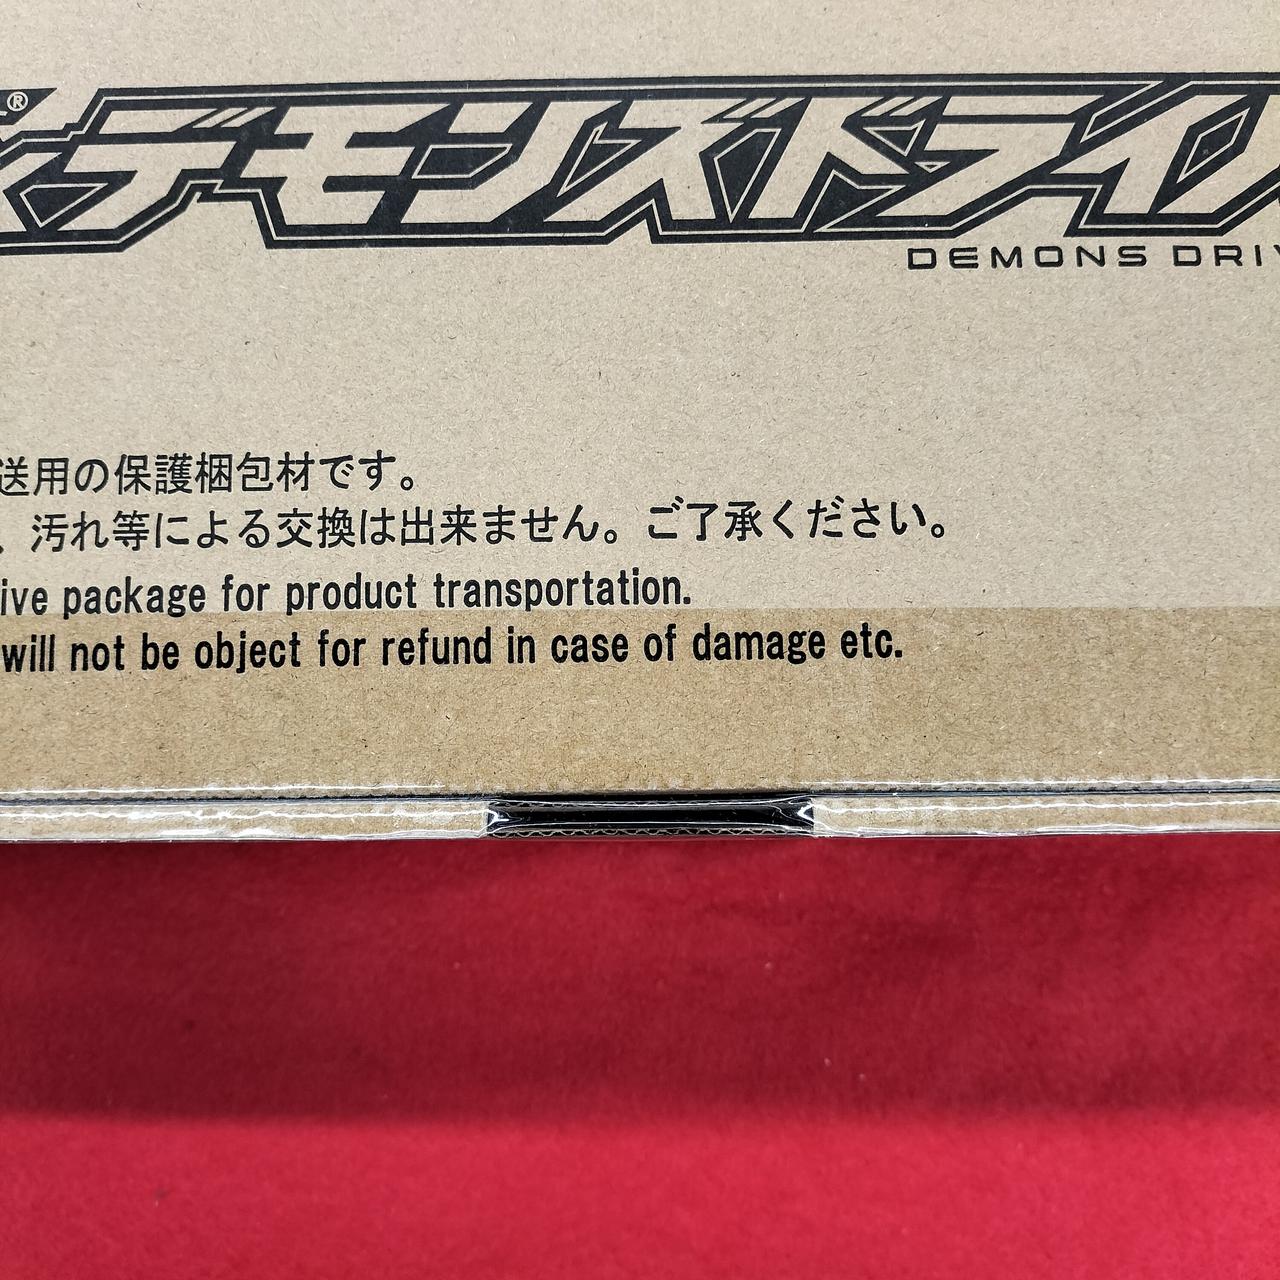 ®
デモンズドライ
DEMONS DRIV
送用の保護梱包材です。
、汚れ等による交換は出来ません。ご了承ください。
ive package for product transportation.
will not be object for refund in case of damage etc.